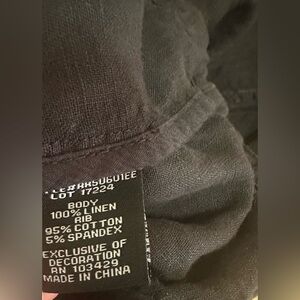 LOT 17224
BODY
100% LINEN
RIB
95% COTTON
5% SPANDEX
EXCLUSIVE OF
DECORATION
RN 103429
MADE IN CHINA